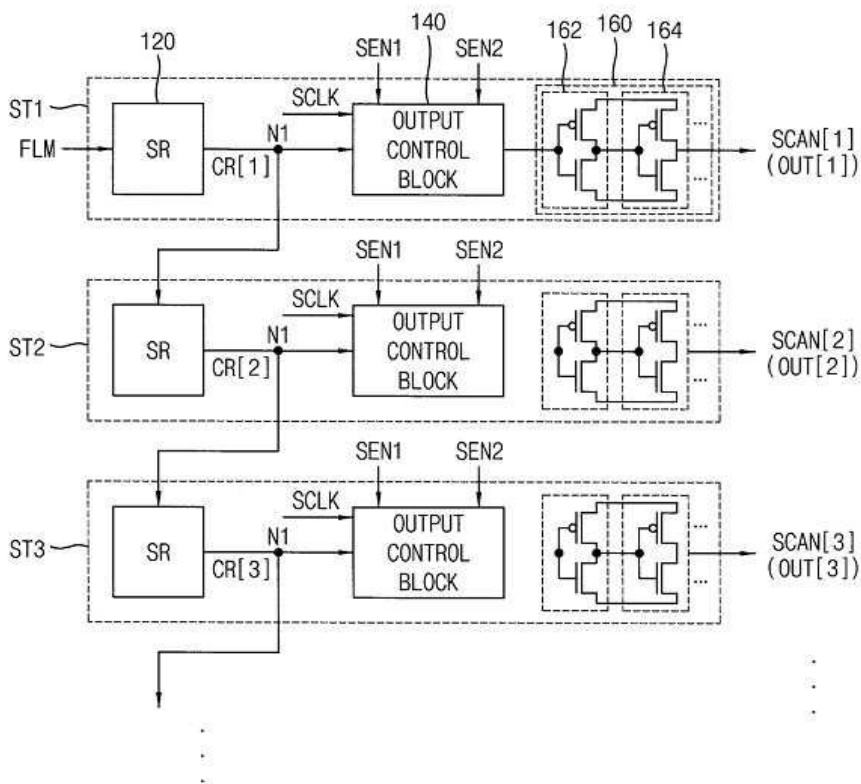 120
140
162 160 164
SEN1 SEN2
ST1
SCLK
FLM
SR
N1
CR[1]
OUTPUT
CONTROL
BLOCK
...
...
SCAN[1]
(OUT[1])
SEN1 SEN2
ST2
SCLK
SR
N1
CR[2]
OUTPUT
CONTROL
BLOCK
...
...
SCAN[2]
(OUT[2])
SEN1 SEN2
ST3
SCLK
SR
N1
CR[3]
OUTPUT
CONTROL
BLOCK
...
...
SCAN[3]
(OUT[3])